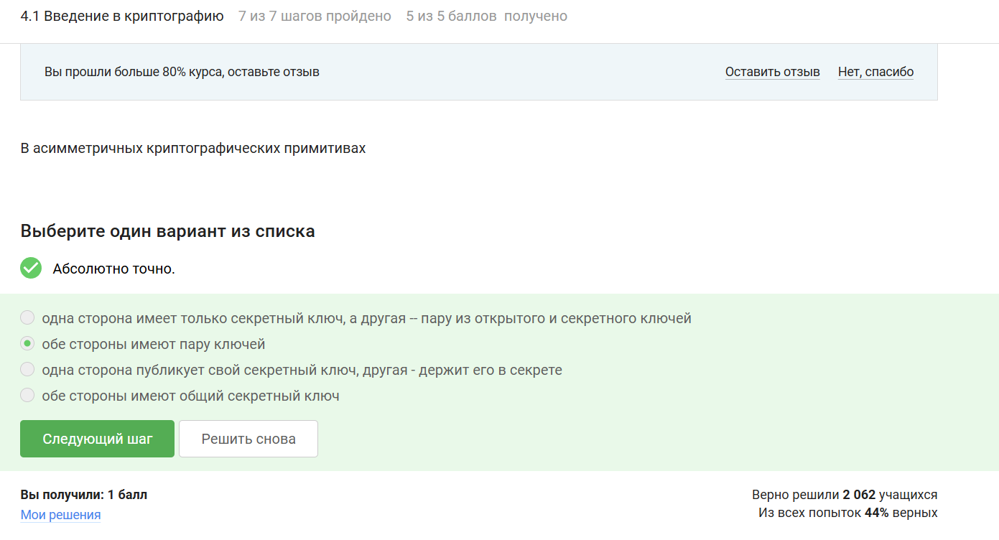 4.1 Введение в криптографию 7 из 7 шагов пройдено 5 из 5 баллов получено
Вы прошли больше 80% курса, оставьте отзыв Оставить отзыв Нет, спасибо
В асимметричных криптографических примитивах
Выберите один вариант из списка
Абсолютно точно.
одна сторона имеет только секретный ключ, а другая -- пару из открытого и секретного ключей
обе стороны имеют пару ключей
одна сторона публикует свой секретный ключ, другая - держит его в секрете
обе стороны имеют общий секретный ключ
Следующий шаг Решить снова
Вы получили: 1 балл Верно решили 2 062 учащихся
Мои решения Из всех попыток 44% верных